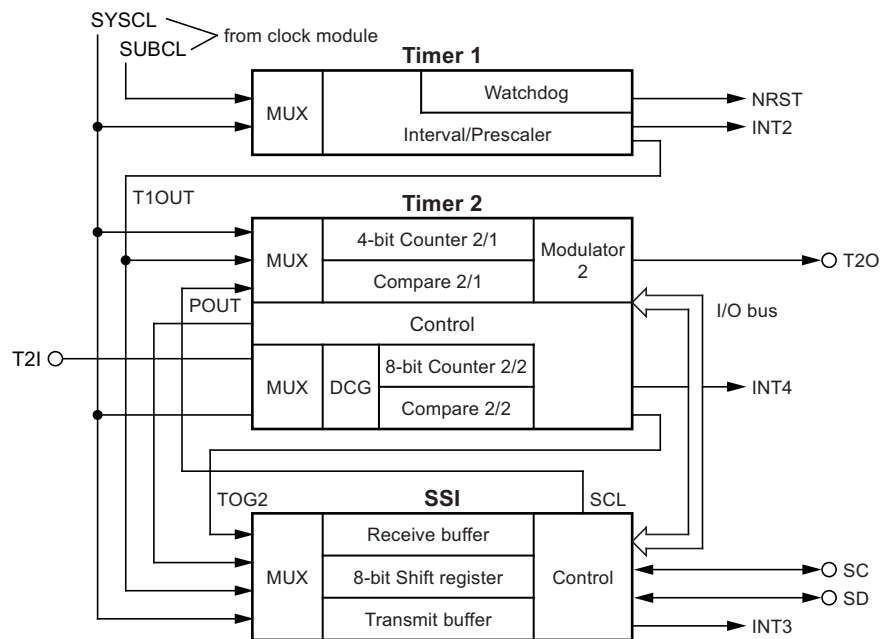 SYSCL
from clock module
SUBCL
Timer 1
Watchdog
NRST
MUX
INT2
Interval/Prescaler
T1OUT
Timer 2
4-bit Counter 2/1
Modulator
2
MUX
T2O
Compare 2/1
POUT
I/O bus
Control
T2I
8-bit Counter 2/2
MUX
DCG
INT4
Compare 2/2
TOG2
SSI
SCL
Receive buffer
MUX
8-bit Shift register
Control
SC
SD
Transmit buffer
INT3